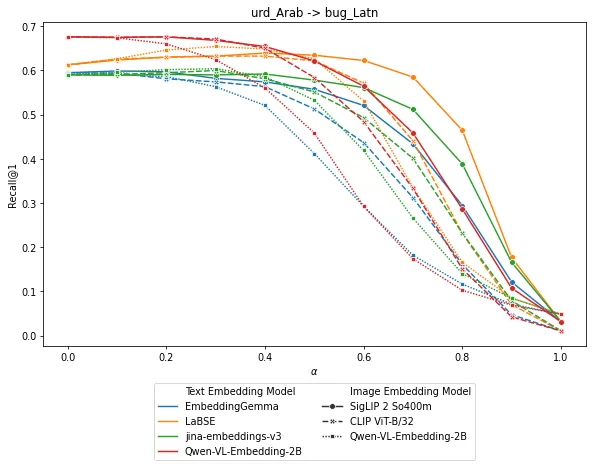 urd_Arab -> bug_Latn
0.7
0.6
0.5
0.4
0.3
0.2
0.1
0.0
Recall@1
0.0 0.2 0.4 0.6 0.8 1.0
α
Text Embedding Model Image Embedding Model
EmbeddingGemma SigLIP 2 So400m
LaBSE CLIP ViT-B/32
jina-embeddings-v3 Qwen-VL-Embedding-2B
Qwen-VL-Embedding-2B